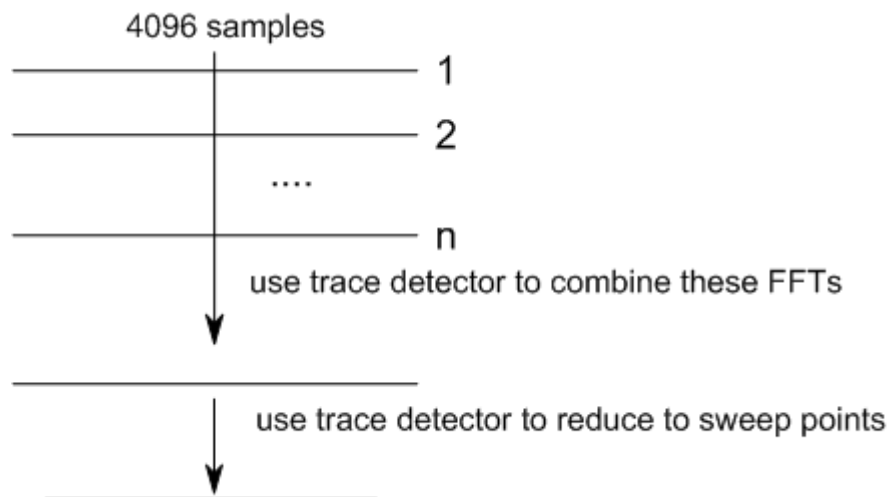 4096 samples
1
2
....
n
use trace detector to combine these FFTs
use trace detector to reduce to sweep points